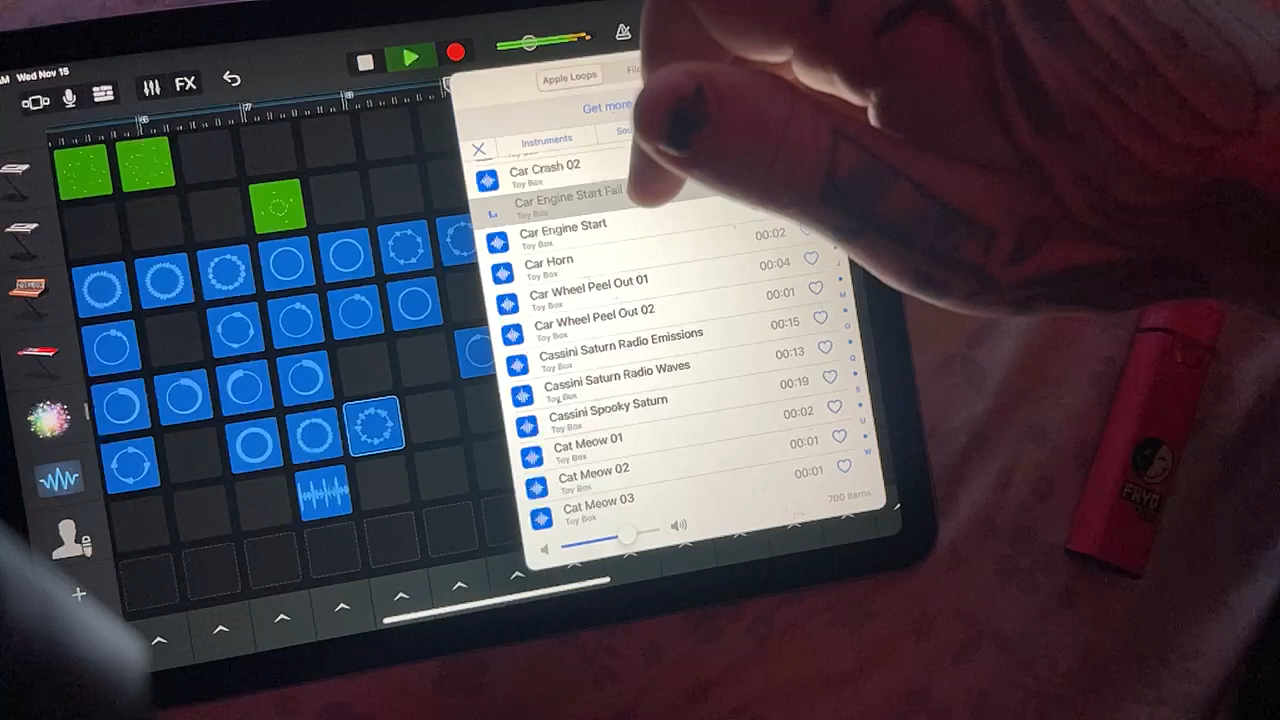 AM Wed Nov 15
FX
Apple Loops
Get more
Instruments
Car Crash 02
Toy Box
Car Engine Start Fail
Toy Box
Car Engine Start
Toy Box
00:02
Car Horn
Toy Box
00:04
Car Wheel Peel Out 01
Toy Box
00:01
Car Wheel Peel Out 02
Toy Box
00:15
Cassini Saturn Radio Emissions
Toy Box
00:13
Cassini Saturn Radio Waves
Toy Box
00:19
Cassini Spooky Saturn
Toy Box
00:02
Cat Meow 01
Toy Box
00:01
Cat Meow 02
Toy Box
00:01
Cat Meow 03
Toy Box
700 Items
FRYD